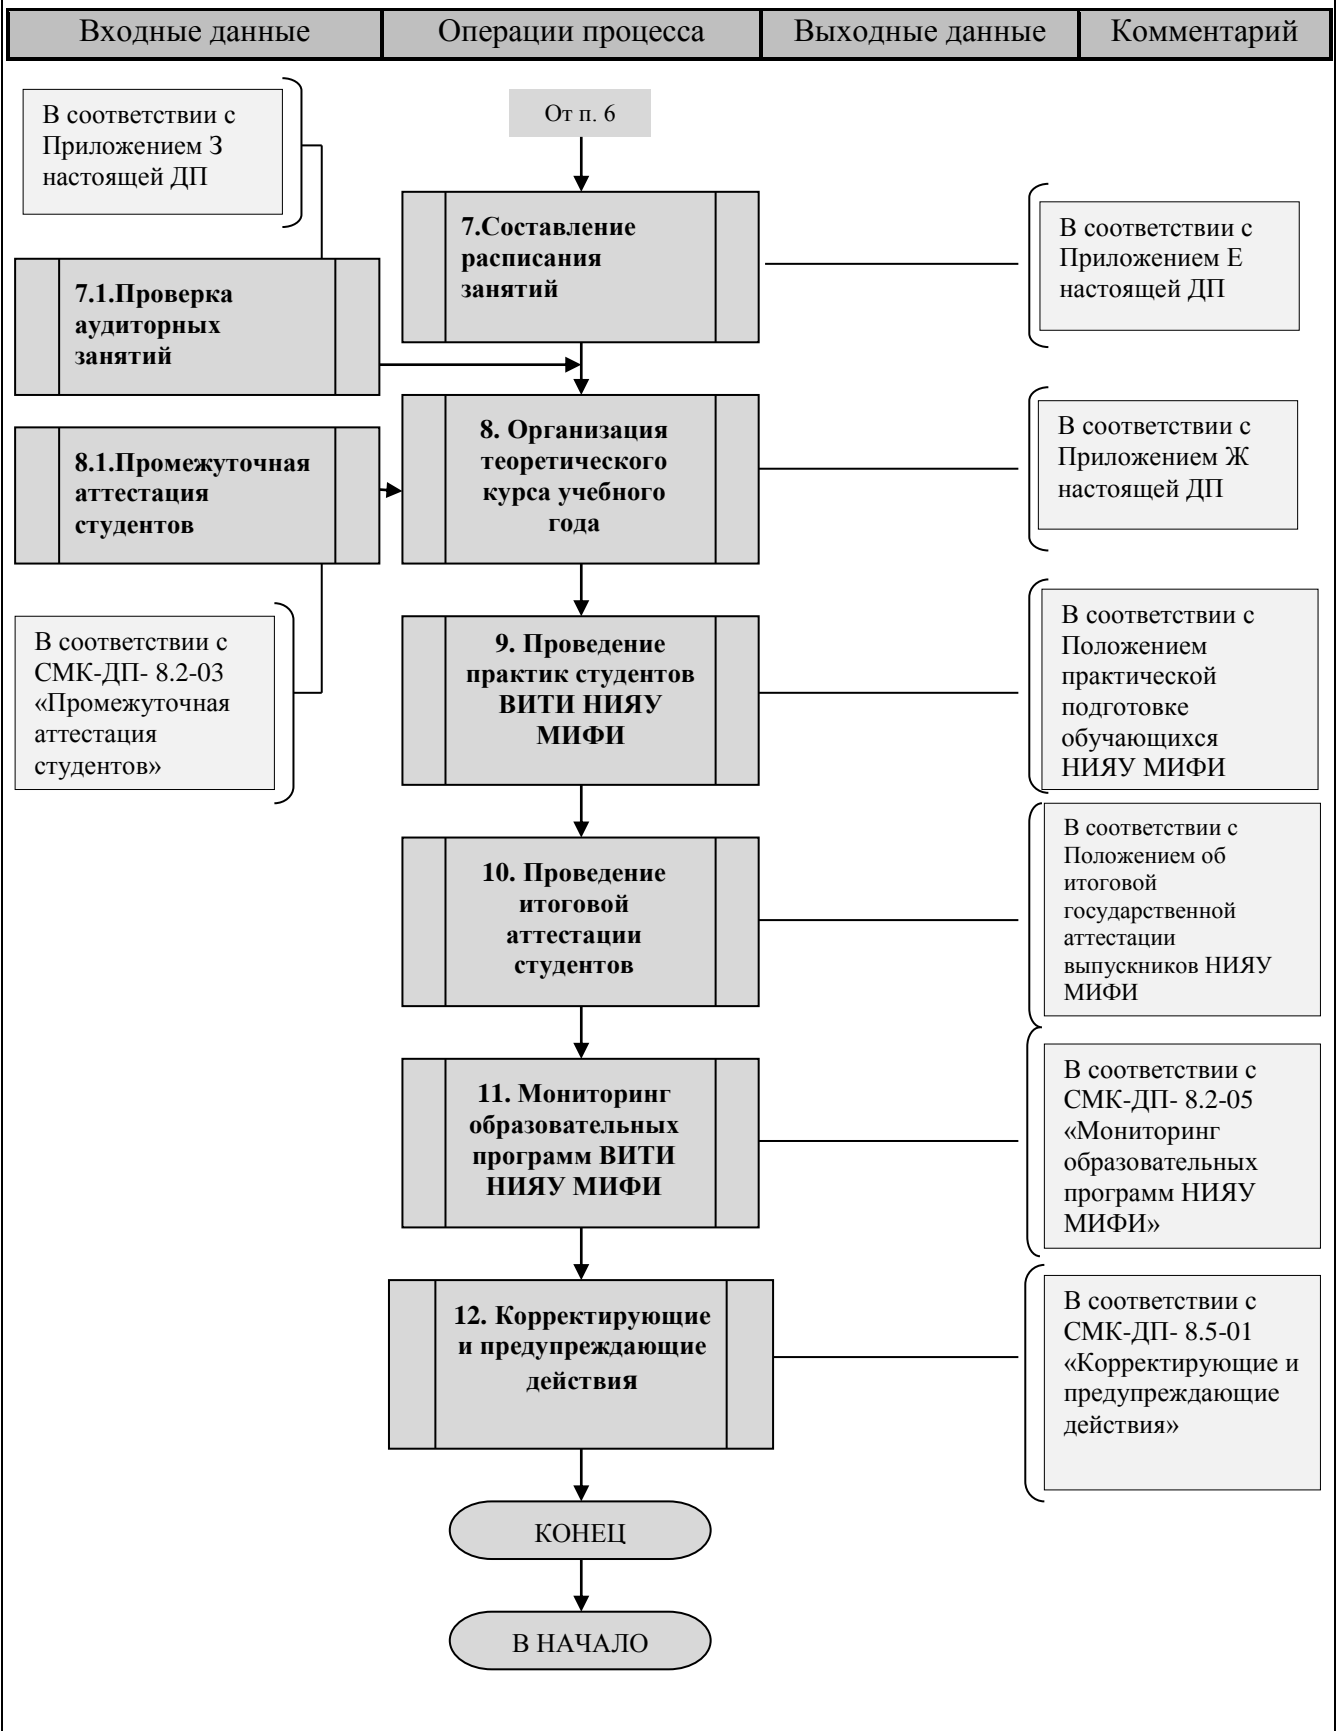 Входные данные
Операции процесса
Выходные данные
Комментарий
В соответствии с
Приложением З
настоящей ДП
От п. 6
7.Составление
расписания
занятий
В соответствии с
Приложением Е
настоящей ДП
7.1.Проверка
аудиторных
занятий
8. Организация
теоретического
курса учебного
года
В соответствии с
Приложением Ж
настоящей ДП
8.1.Промежуточная
аттестация
студентов
В соответствии с
СМК-ДП- 8.2-03
«Промежуточная
аттестация
студентов»
9. Проведение
практик студентов
ВИТИ НИЯУ
МИФИ
В соответствии с
Положением
практической
подготовке
обучающихся
НИЯУ МИФИ
10. Проведение
итоговой
аттестации
студентов
В соответствии с
Положением об
итоговой
государственной
аттестации
выпускников НИЯУ
МИФИ
11. Мониторинг
образовательных
программ ВИТИ
НИЯУ МИФИ
В соответствии с
СМК-ДП- 8.2-05
«Мониторинг
образовательных
программ НИЯУ
МИФИ»
12. Корректирующие
и предупреждающие
действия
В соответствии с
СМК-ДП- 8.5-01
«Корректирующие и
предупреждающие
действия»
КОНЕЦ
В НАЧАЛО